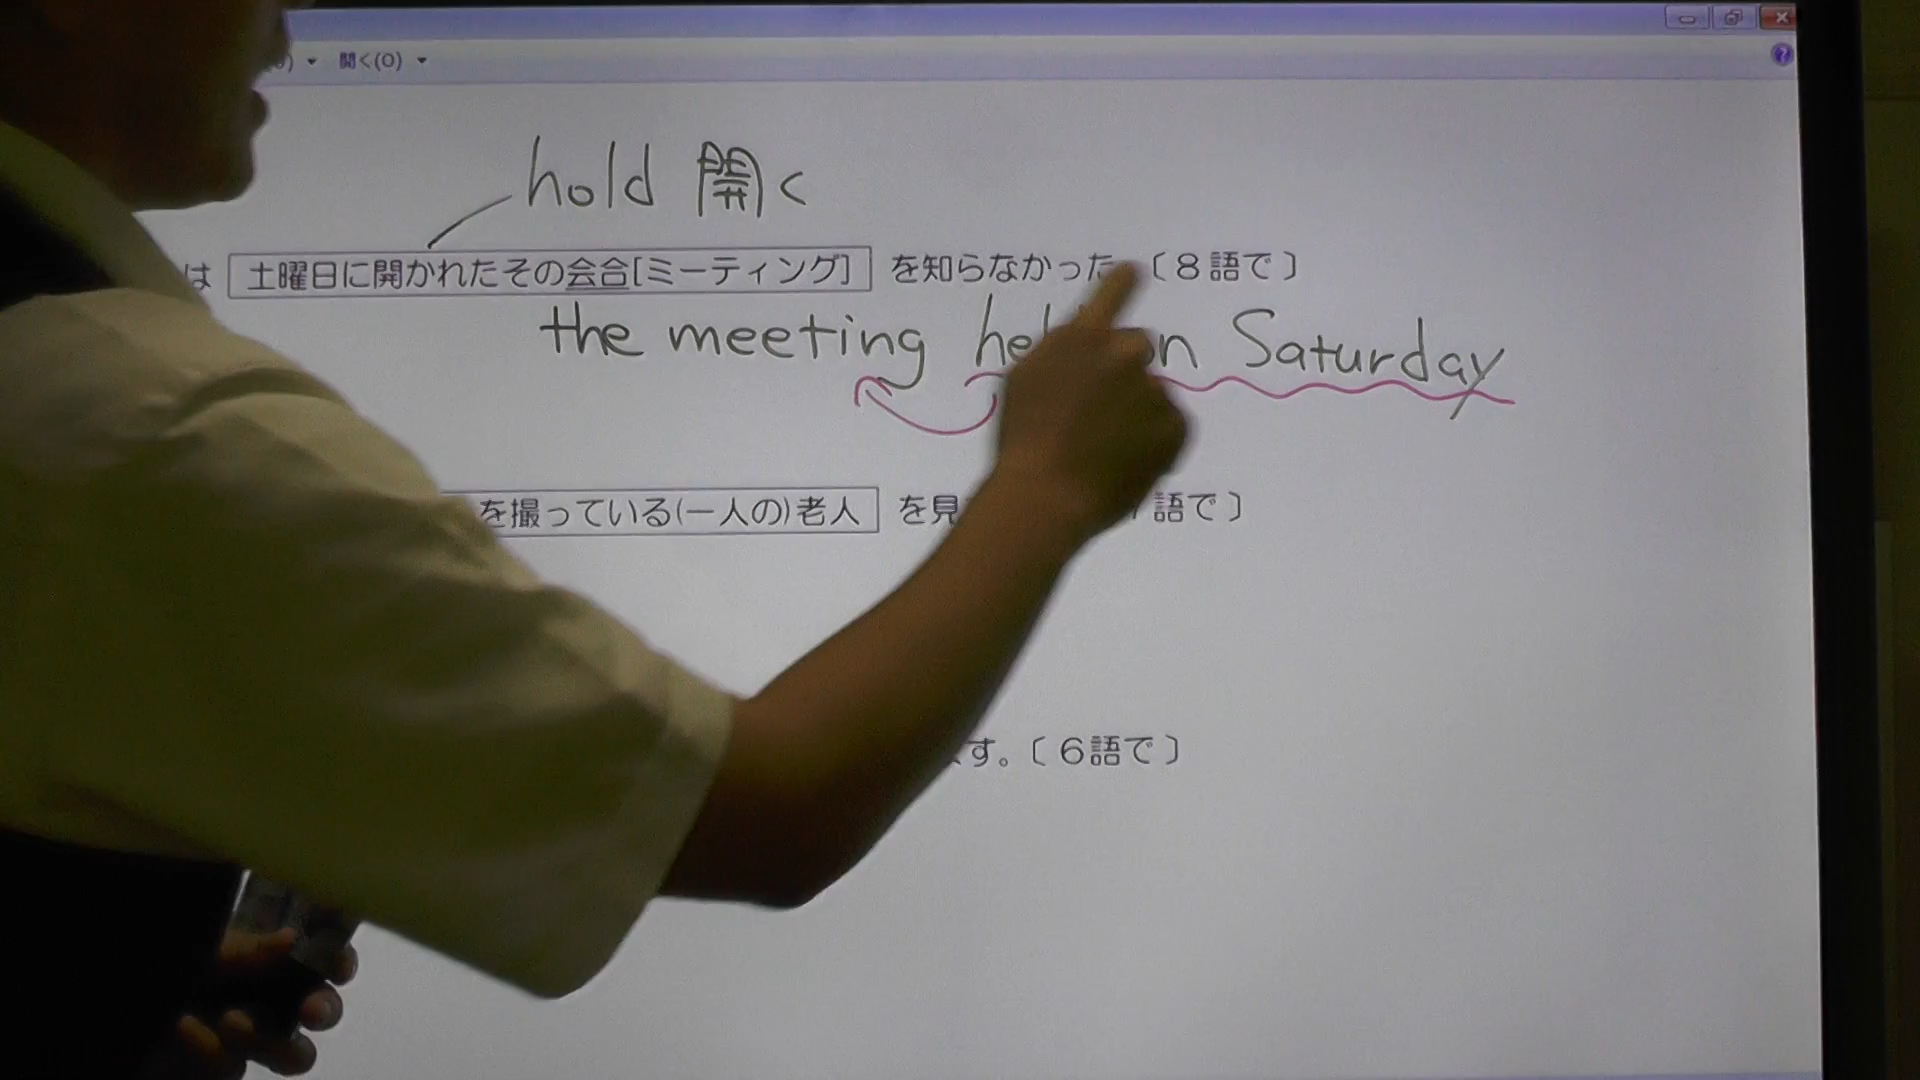 開く(O)
hold 開く
は 土曜日に開かれたその会合[ミーティング] を知らなかった 〔８語で〕
the meeting on Saturday
を撮っている(一人の)老人 を見 語で〕
す。〔６語で〕